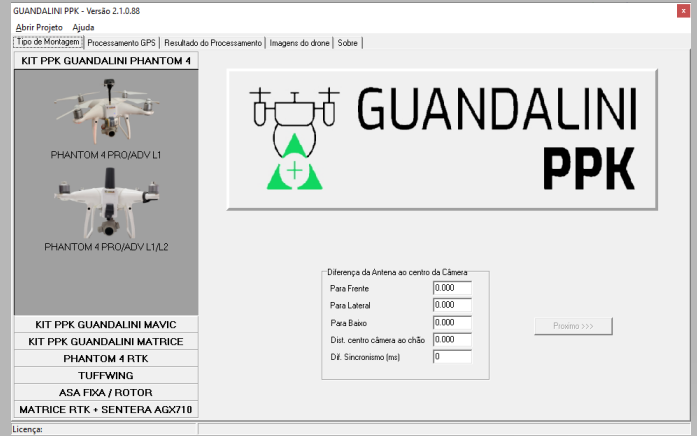 GUANDALINI PPK - Versão 2.1.0.88
x
Abrir Projeto Ajuda
Tipo de Montagem Processamento GPS Resultado do Processamento Imagens do drone Sobre
KIT PPK GUANDALINI PHANTOM 4
PHANTOM 4 PRO/ADV L1
PHANTOM 4 PRO/ADV L1/L2
KIT PPK GUANDALINI MAVIC
KIT PPK GUANDALINI MATRICE
PHANTOM 4 RTK
TUFFWING
ASA FIXA / ROTOR
MATRICE RTK + SENTERA AGX710
GUANDALINI
PPK
Diferença da Antena ao centro da Câmera
Para Frente 0.000
Para Lateral 0.000
Para Baixo 0.000
Dist. centro câmera ao chão 0.000
Dif. Sincronismo (ms) 0
Proximo >>>
Licença: